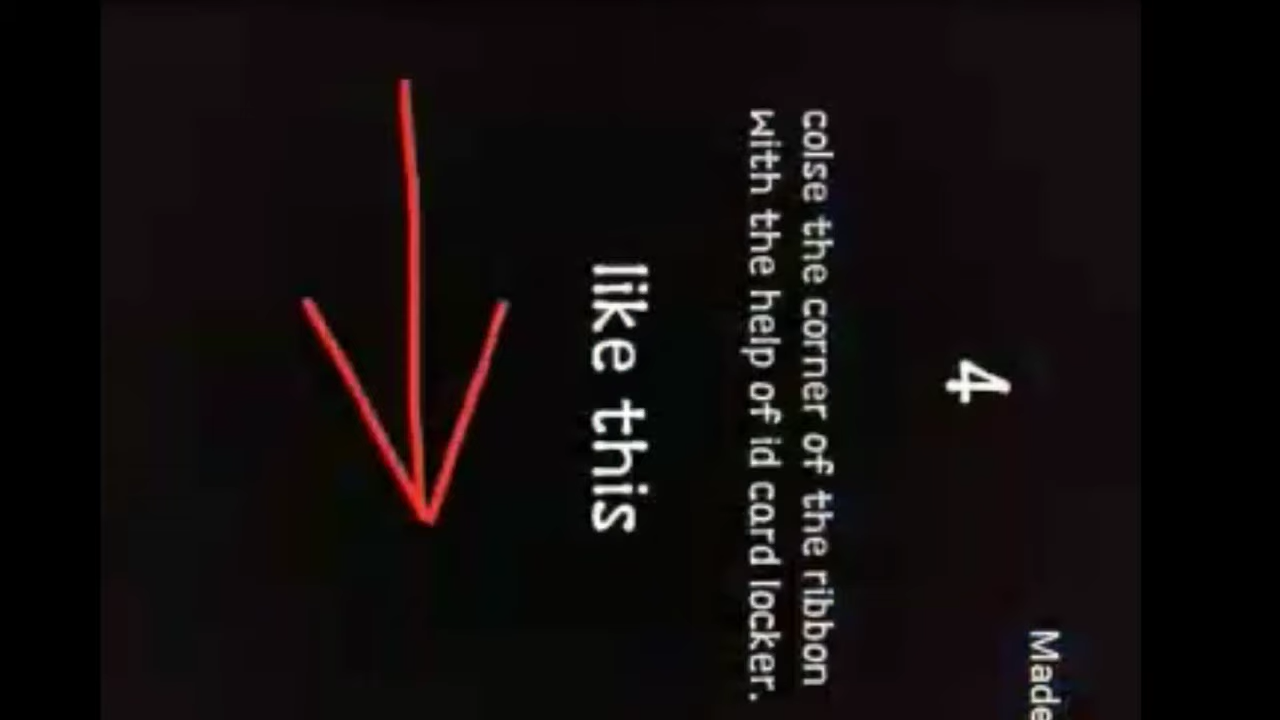 Made
4
colse the corner of the ribbon
with the help of id card locker.
like this